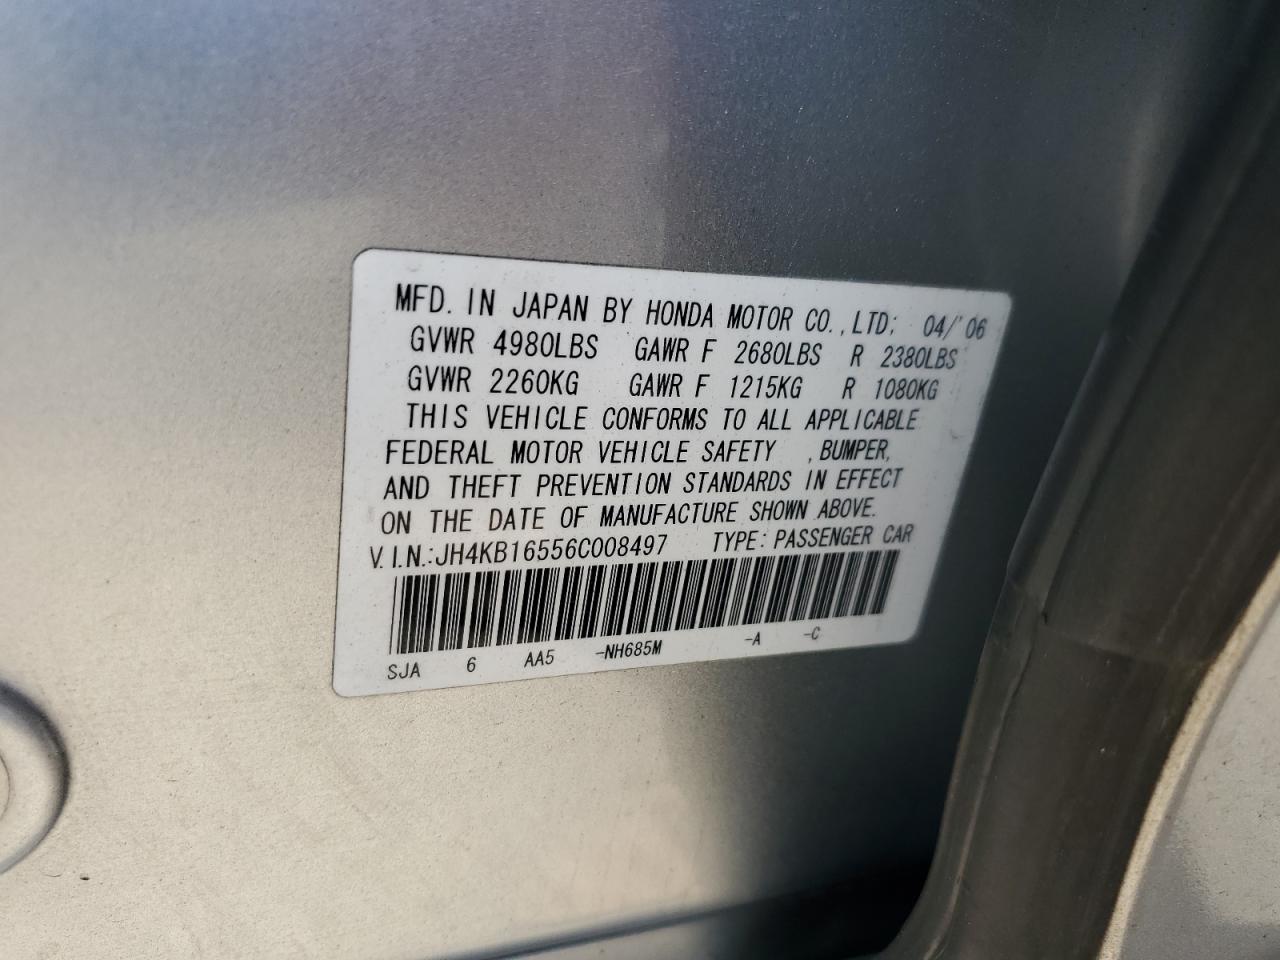 MFD. IN JAPAN BY HONDA MOTOR CO., LTD; 04/'06
GVWR 4980LBS GAWR F 2680LBS R 2380LBS
GVWR 2260KG GAWR F 1215KG R 1080KG
THIS VEHICLE CONFORMS TO ALL APPLICABLE
FEDERAL MOTOR VEHICLE SAFETY , BUMPER,
AND THEFT PREVENTION STANDARDS IN EFFECT
ON THE DATE OF MANUFACTURE SHOWN ABOVE.
V.I.N.:JH4KB16556C008497 TYPE: PASSENGER CAR
SJA 6 AA5 -NH685M -A -C